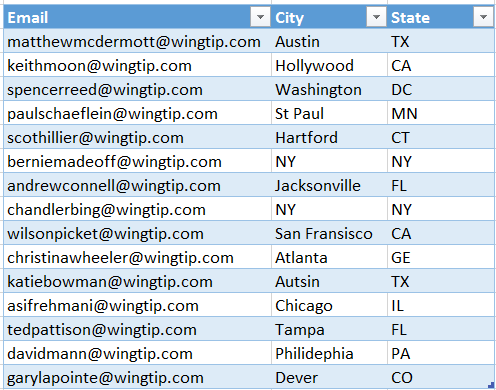 Email City State
matthewmcdermott@wingtip.com Austin TX
keithmoon@wingtip.com Hollywood CA
spencerreed@wingtip.com Washington DC
paulschaeflein@wingtip.com St Paul MN
scothillier@wingtip.com Hartford CT
berniemadeoff@wingtip.com NY NY
andrewconnell@wingtip.com Jacksonville FL
chandlerbing@wingtip.com NY NY
wilsonpicket@wingtip.com San Fransisco CA
christinawheeler@wingtip.com Atlanta GE
katiebowman@wingtip.com Autsin TX
asifrehmani@wingtip.com Chicago IL
tedpattison@wingtip.com Tampa FL
davidmann@wingtip.com Philidephia PA
garylapointe@wingtip.com Dever CO